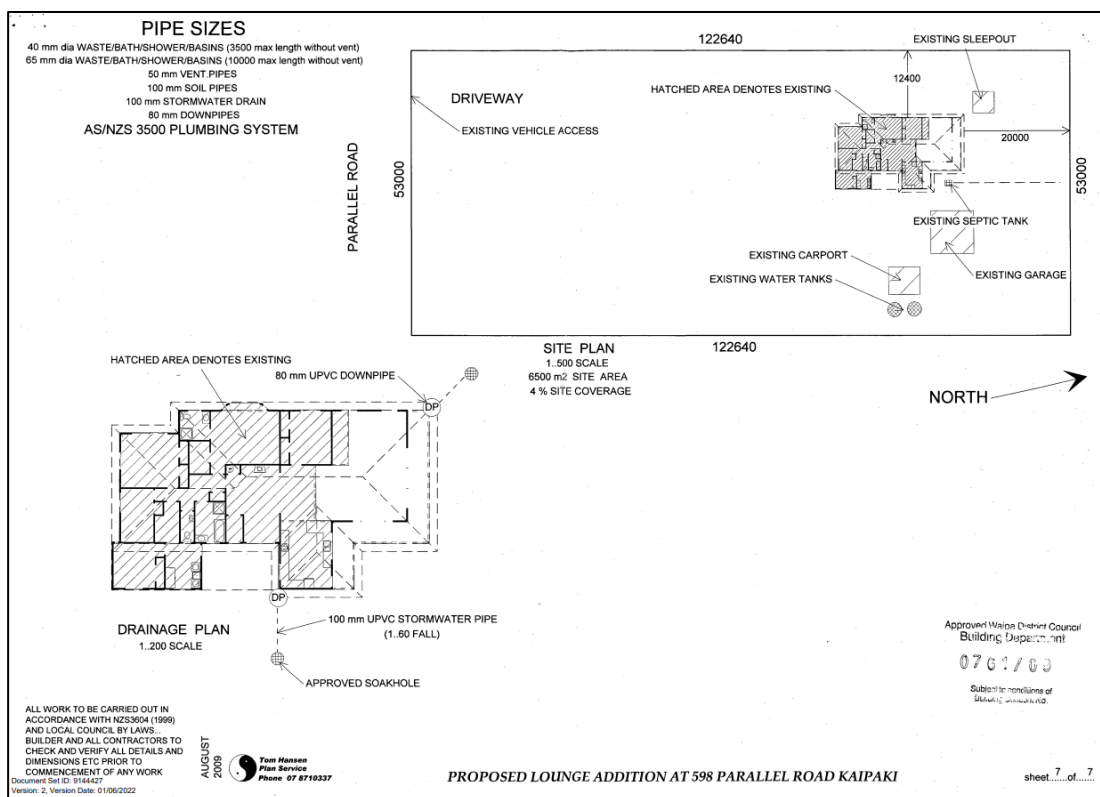 PIPE SIZES
40 mm dia WASTE/BATH/SHOWER/BASINS (3500 max length without vent)
65 mm dia WASTE/BATH/SHOWER/BASINS (10000 max length without vent)
50 mm VENT.PIPES
100 mm SOIL PIPES
100 mm STORMWATER DRAIN
80 mm DOWNPIPES
AS/NZS 3500 PLUMBING SYSTEM
122640
EXISTING SLEEPOUT
12400
HATCHED AREA DENOTES EXISTING
DRIVEWAY
EXISTING VEHICLE ACCESS
20000
PARALLEL ROAD
53000
53000
EXISTING SEPTIC TANK
EXISTING CARPORT
EXISTING GARAGE
EXISTING WATER TANKS
SITE PLAN
122640
1..500 SCALE
6500 m2 SITE AREA
4 % SITE COVERAGE
NORTH
HATCHED AREA DENOTES EXISTING
80 mm UPVC DOWNPIPE
DP
DP
100 mm UPVC STORMWATER PIPE
(1..60 FALL)
DRAINAGE PLAN
1..200 SCALE
APPROVED SOAKHOLE
Approved Waipa District Council
Building Department
0761/09
Subject to conditions of
ALL WORK TO BE CARRIED OUT IN
ACCORDANCE WITH NZS3604 (1999)
AND LOCAL COUNCIL BY LAWS...
BUILDER AND ALL CONTRACTORS TO
CHECK AND VERIFY ALL DETAILS AND
DIMENSIONS ETC PRIOR TO
COMMENCEMENT OF ANY WORK
Document Set ID: 9144427
Version: 2, Version Date: 01/06/2022
AUGUST
2009
Tom Hansen
Plan Service
Phone 07 8710337
PROPOSED LOUNGE ADDITION AT 598 PARALLEL ROAD KAIPAKI
sheet..7...of..7